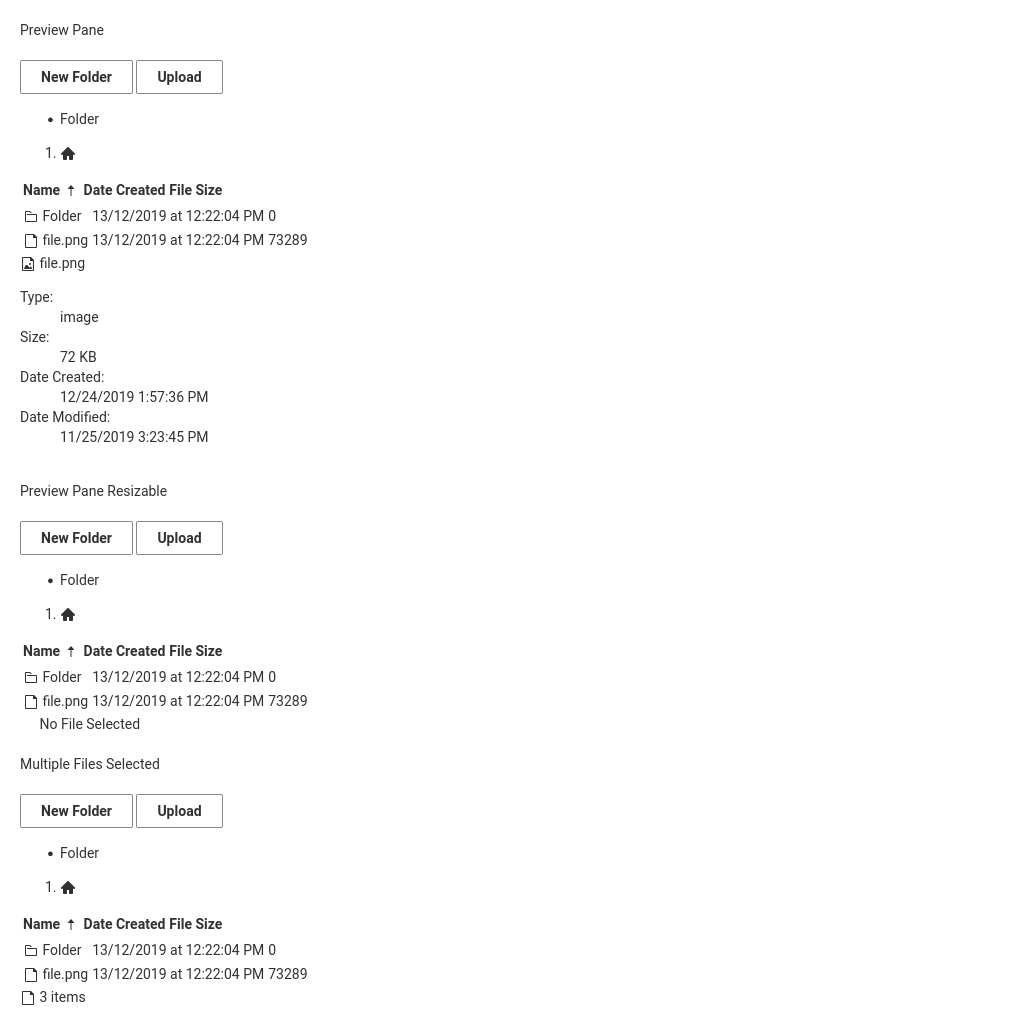 Preview Pane
New Folder Upload
• Folder
1.
Name ↑ Date Created File Size
Folder 13/12/2019 at 12:22:04 PM 0
file.png 13/12/2019 at 12:22:04 PM 73289
file.png
Type:
image
Size:
72 KB
Date Created:
12/24/2019 1:57:36 PM
Date Modified:
11/25/2019 3:23:45 PM
Preview Pane Resizable
New Folder Upload
• Folder
1.
Name ↑ Date Created File Size
Folder 13/12/2019 at 12:22:04 PM 0
file.png 13/12/2019 at 12:22:04 PM 73289
No File Selected
Multiple Files Selected
New Folder Upload
• Folder
1.
Name ↑ Date Created File Size
Folder 13/12/2019 at 12:22:04 PM 0
file.png 13/12/2019 at 12:22:04 PM 73289
3 items